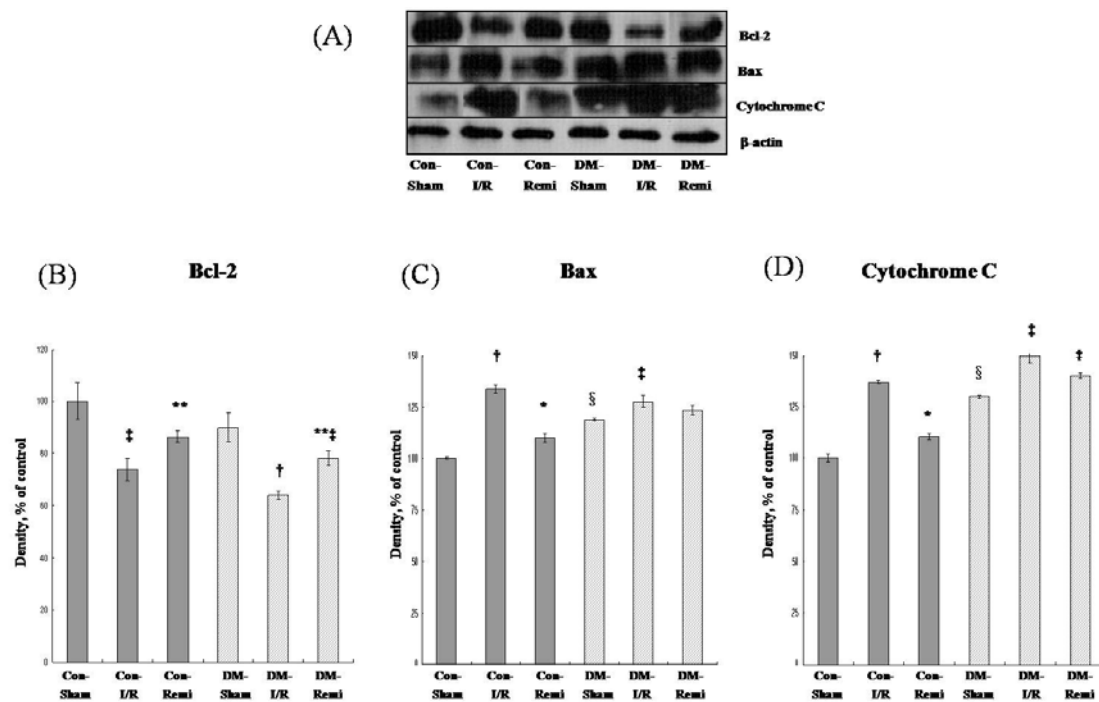 (A)
Bcl-2
Bax
Cytochrome C
β-actin
Con- Con- Con- DM- DM- DM-
Sham I/R Remi Sham I/R Remi
(B) Bcl-2
Density, % of control
120
100
80
60
40
20
0
‡
**
†
**‡
Con- Con- Con- DM- DM- DM-
Sham I/R Remi Sham I/R Remi
(C) Bax
Density, % of control
150
125
100
75
50
25
0
†
*
§
‡
Con- Con- Con- DM- DM- DM-
Sham I/R Remi Sham I/R Remi
(D) Cytochrome C
Density, % of control
150
125
100
75
50
25
0
†
*
§
‡
‡
Con- Con- Con- DM- DM- DM-
Sham I/R Remi Sham I/R Remi